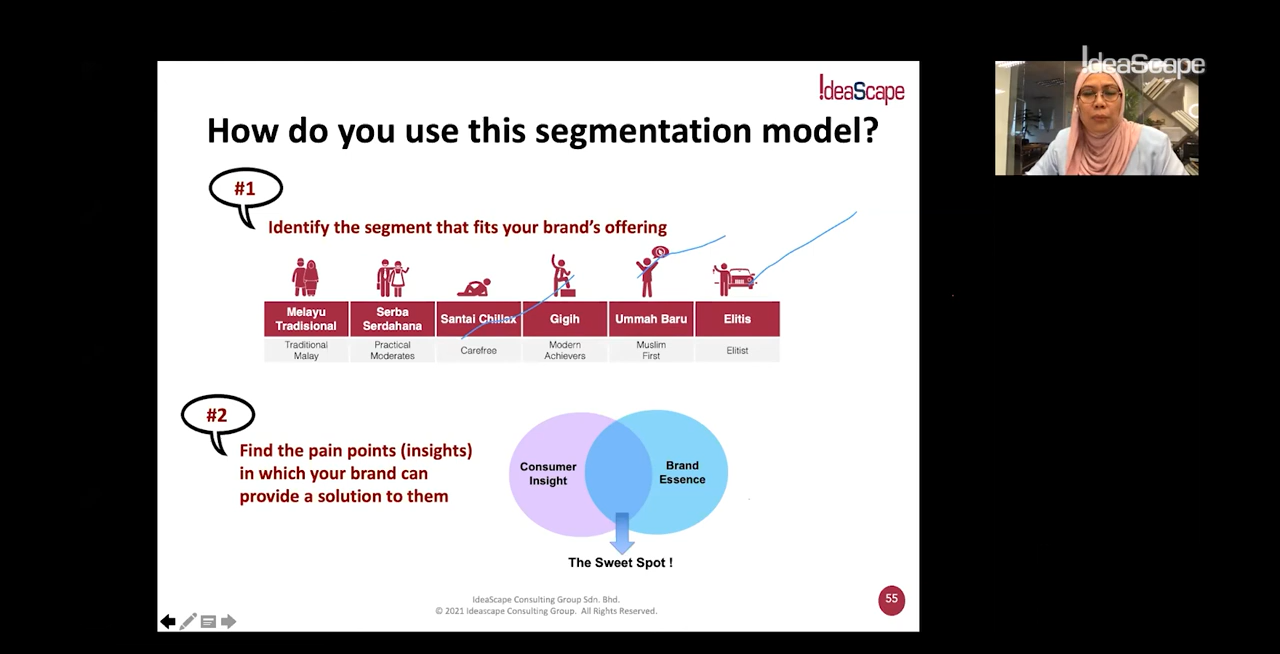 !deaScape
!deaScape
How do you use this segmentation model?
#1
Identify the segment that fits your brand's offering
Melayu
Tradisional
Serba
Serdahana
Santai Chillax
Gigih
Ummah Baru
Elitis
Traditional
Malay
Practical
Moderates
Carefree
Modern
Achievers
Muslim
First
Elitist
#2
Find the pain points (insights)
in which your brand can
provide a solution to them
Consumer
Insight
Brand
Essence
The Sweet Spot !
IdeaScape Consulting Group Sdn. Bhd.
© 2021 Ideascape Consulting Group. All Rights Reserved.
55